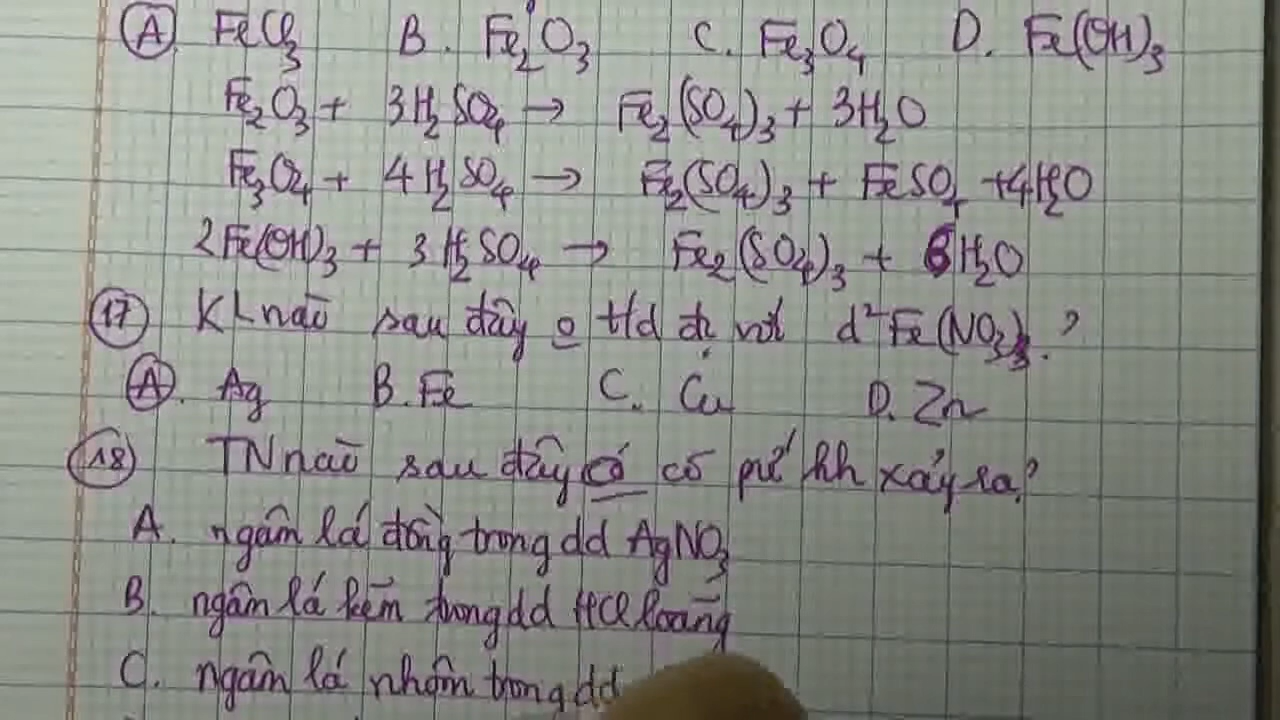 A. FeCl3 B. Fe2O3 C. Fe3O4 D. Fe(OH)3
Fe2O3 + 3H2SO4 → Fe2(SO4)3 + 3H2O
Fe3O4 + 4H2SO4 → Fe2(SO4)3 + FeSO4 + 4H2O
2Fe(OH)3 + 3H2SO4 → Fe2(SO4)3 + 6H2O
17 KL nào sau đây o t/d đc với d2 Fe(NO3)3?
A. Ag B. Fe C. Cu D. Zn
18 TN nào sau đây có có pứ hh xảy ra?
A. ngâm lá đồng trong dd AgNO3
B. ngâm lá kẽm trong dd HCl loãng
C. ngâm lá nhôm trong dd